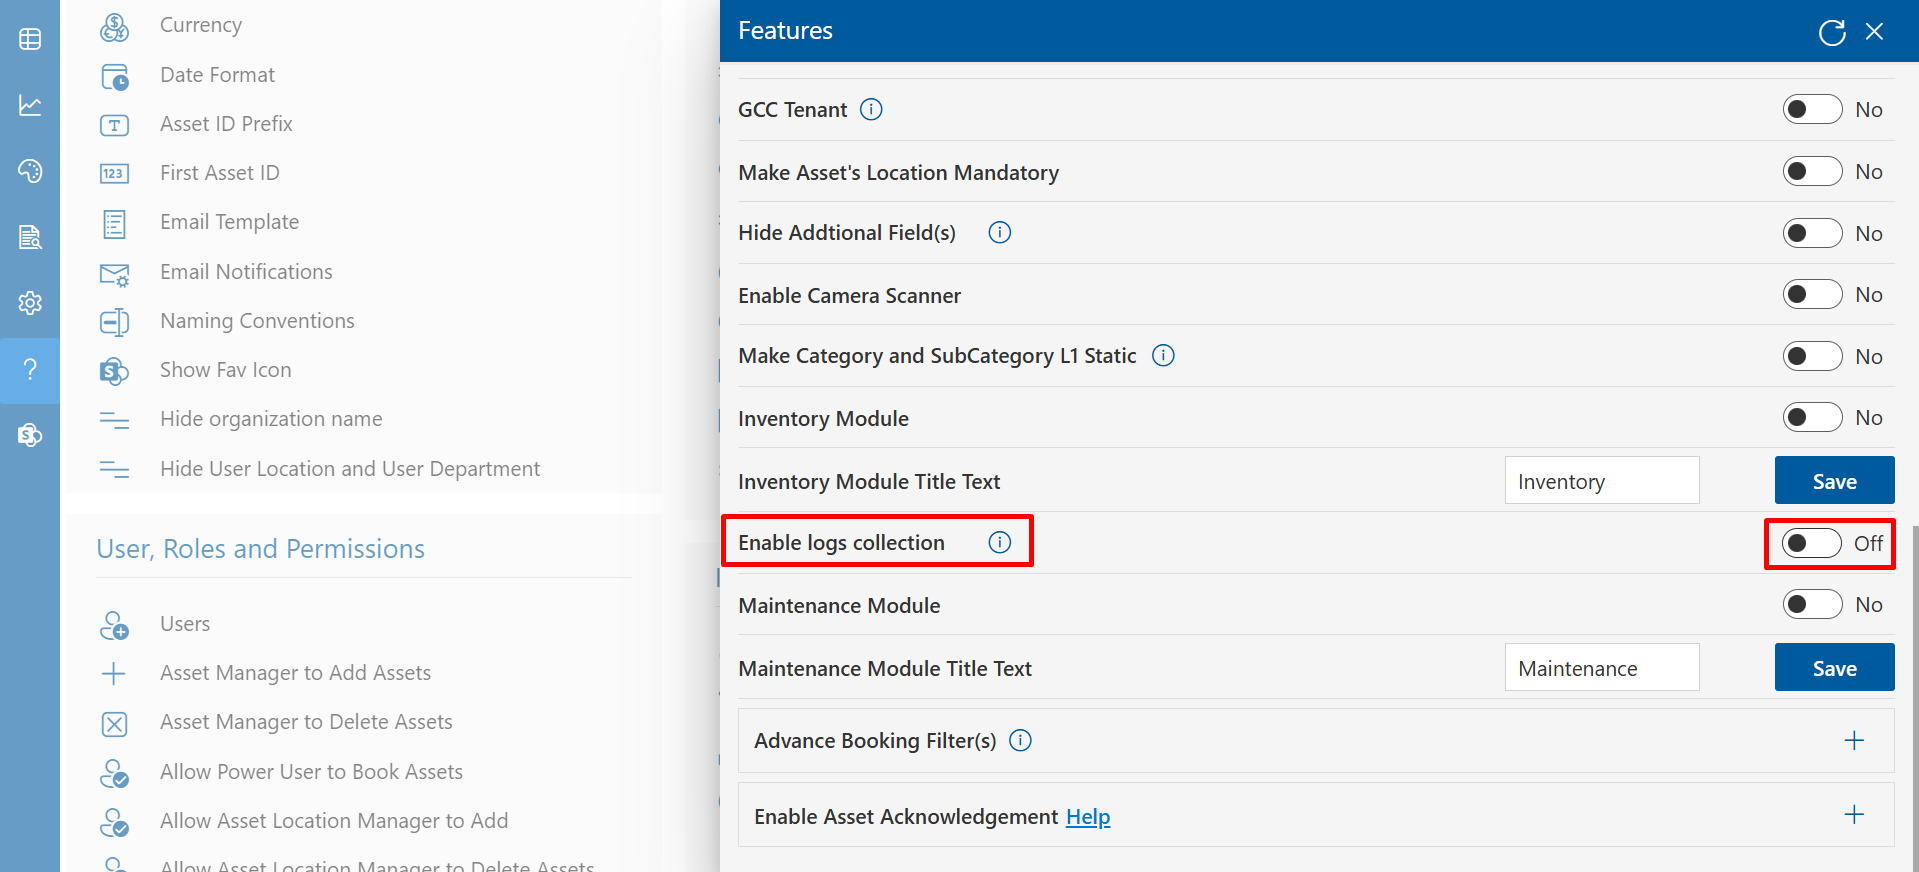 Currency
Date Format
Asset ID Prefix
First Asset ID
Email Template
Email Notifications
Naming Conventions
Show Fav Icon
Hide organization name
Hide User Location and User Department
User, Roles and Permissions
Users
Asset Manager to Add Assets
Asset Manager to Delete Assets
Allow Power User to Book Assets
Allow Asset Location Manager to Add
Allow Asset Location Manager to Delete Assets
Features
GCC Tenant No
Make Asset's Location Mandatory No
Hide Addtional Field(s) No
Enable Camera Scanner No
Make Category and SubCategory L1 Static No
Inventory Module No
Inventory Module Title Text Inventory Save
Enable logs collection Off
Maintenance Module No
Maintenance Module Title Text Maintenance Save
Advance Booking Filter(s)
Enable Asset Acknowledgement Help